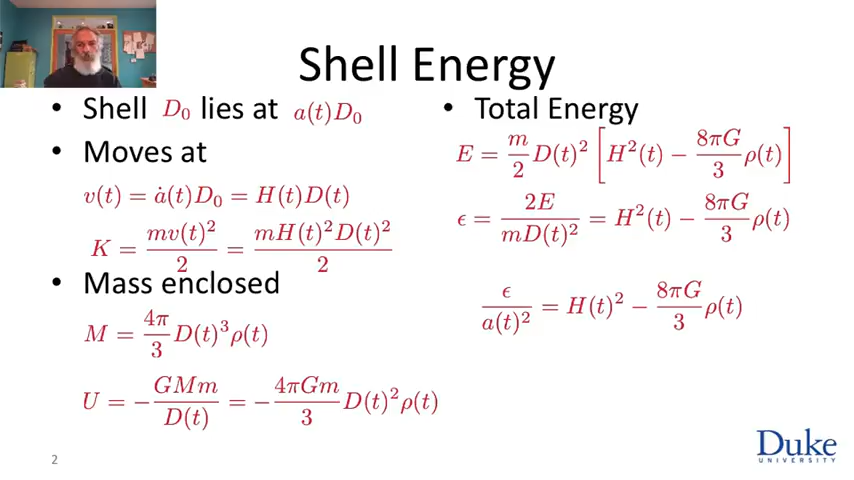 Shell Energy
• Shell D₀ lies at a(t)D₀
• Moves at
v(t) = ȧ(t)D₀ = H(t)D(t)
K = mv(t)²/2 = mH(t)²D(t)²/2
• Mass enclosed
M = 4π/3 D(t)³ρ(t)
U = −GMm/D(t) = −4πGm/3 D(t)²ρ(t)
• Total Energy
E = m/2 D(t)² [H²(t) − 8πG/3 ρ(t)]
ϵ = 2E/mD(t)² = H²(t) − 8πG/3 ρ(t)
ϵ/a(t)² = H(t)² − 8πG/3 ρ(t)
2
Duke
UNIVERSITY